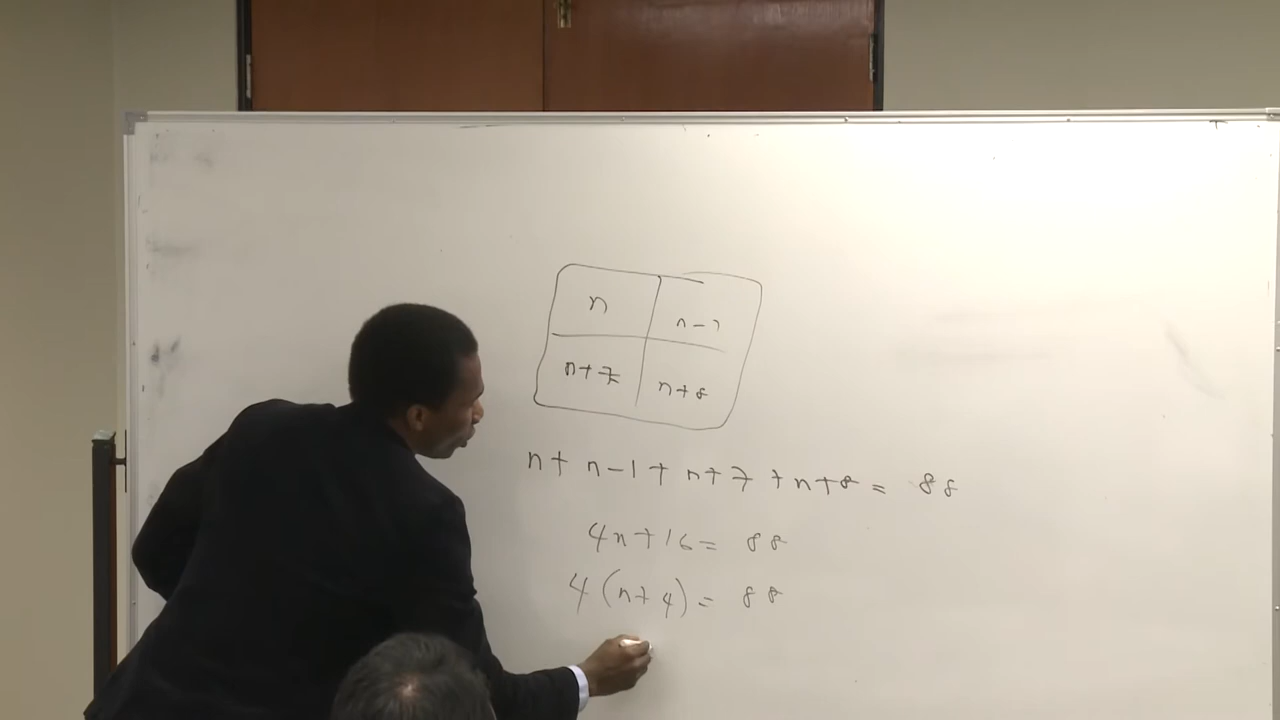 n n-1
n+7 n+8
n+ n-1+ n+7 +n+8 = 88
4n+16= 88
4(n+4)= 88